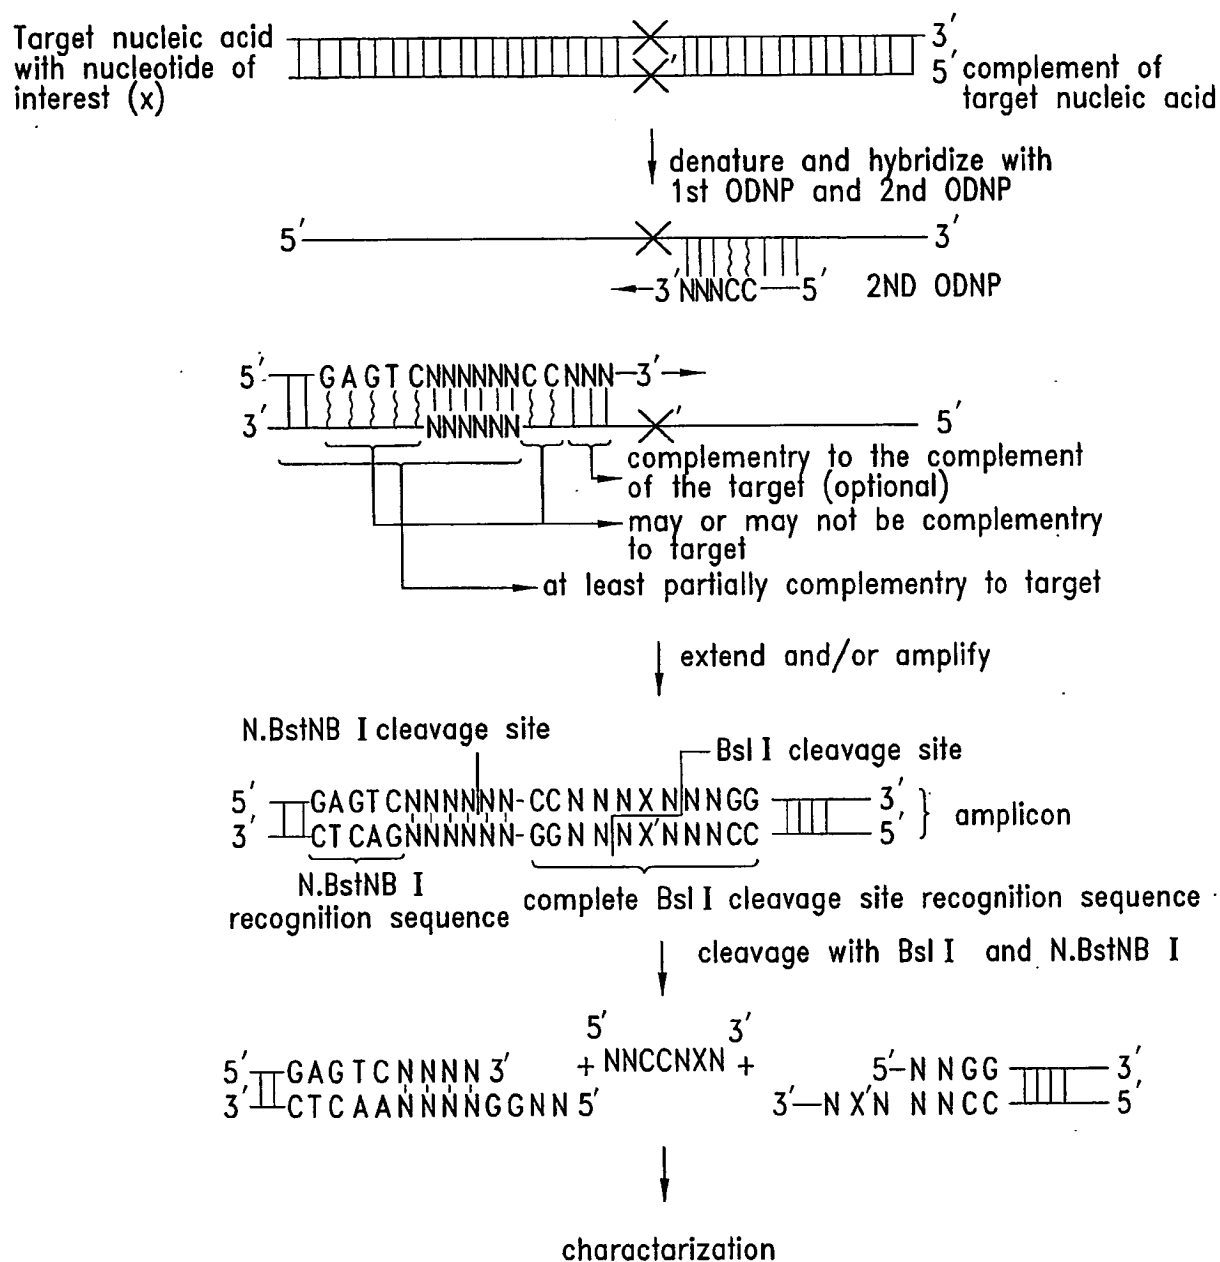 Target nucleic acid
with nucleotide of
interest (x)
3′
5′
complement of
target nucleic acid
denature and hybridize with
1st ODNP and 2nd ODNP
5′
3′
3′NNNCC—5′
2ND ODNP
5′ GAGTCNNNNNNCCNNN—3′
3′ NNNNNN X′ 5′
complementry to the complement
of the target (optional)
may or may not be complementry
to target
at least partially complementry to target
extend and/or amplify
N.BstNB I cleavage site
Bsl I cleavage site
5′ GAGTCNNNNNN-CCNNNXNNNGG 3′
3′ CTCAGNNNNNN-GGNNNX′NNNCC 5′
} amplicon
N.BstNB I
recognition sequence
complete Bsl I cleavage site recognition sequence
cleavage with Bsl I and N.BstNB I
5′ GAGTCNNNN 3′
3′ CTCAANNNNGGNN 5′
+
5′ 3′
NNCCNXN
+
5′-NNGG 3′
3′—NX′N NNCC 5′
charactarization